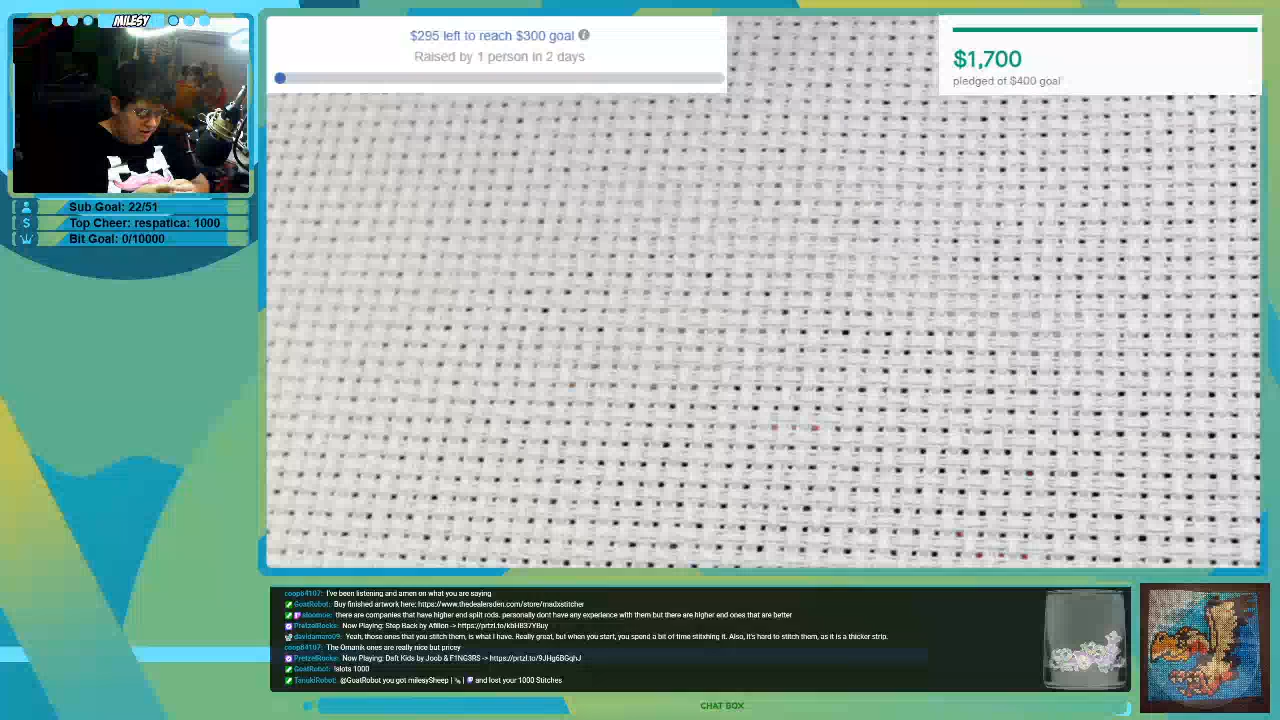 MILESY
$295 left to reach $300 goal
Raised by 1 person in 2 days
$1,700
pledged of $400 goal
Sub Goal: 22/51
Top Cheer: respatica: 1000
Bit Goal: 0/10000
coop84107: I've been listening and amen on what you are saying
GoatRobot: Buy finished artwork here: https://www.thedealersden.com/store/madxstitcher
there are companies that have higher end split rods. personally dont have any experience with them but there are higher end ones that are better
PretzelRocks: Now Playing: Step Back by Afillon -> https://prtzl.to/kbHB37YBuy
davidamaro09: Yeah, those ones that you stitch them, is what I have. Really great, but when you start, you spend a bit of time stitxhing it. Also, it's hard to stitch them, as it is a thicker strip.
coop84107: The Omanik ones are really nice but pricey
PretzelRocks: Now Playing: Daft Kids by Joob & F1NG3RS -> https://prtzl.to/9JHg6BGqhJ
GoatRobot: !slots 1000
TanukiRobot: @GoatRobot you got milesySheep | | and lost your 1000 Stitches
CHAT BOX